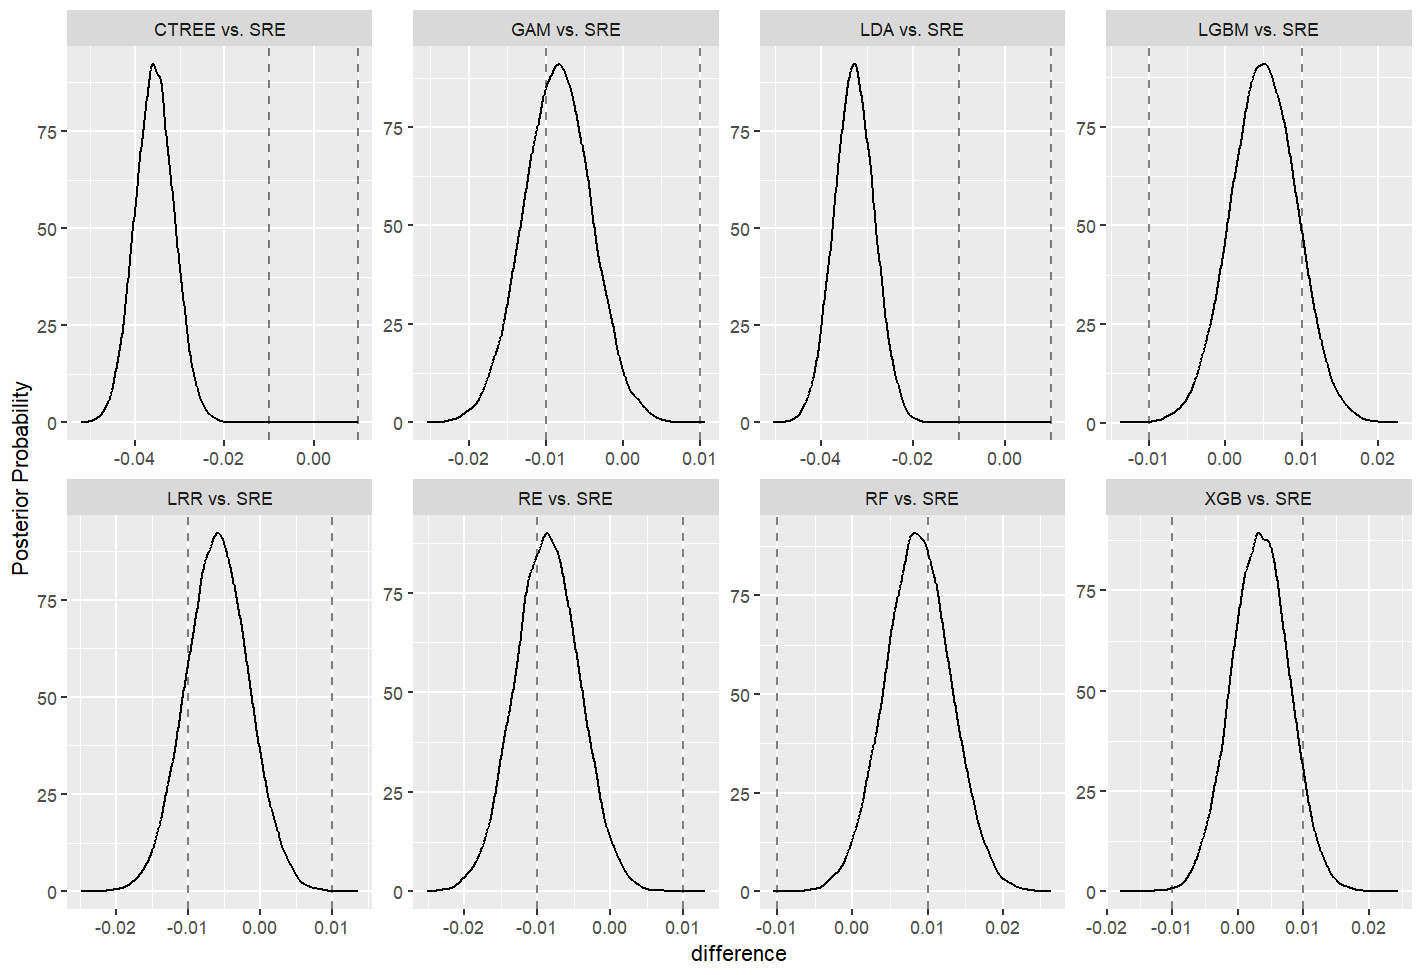 CTREE vs. SRE
GAM vs. SRE
LDA vs. SRE
LGBM vs. SRE
75
50
25
0
-0.04 -0.02 0.00
75
50
25
0
-0.02 -0.01 0.00 0.01
75
50
25
0
-0.04 -0.02 0.00
75
50
25
0
-0.01 0.00 0.01 0.02
Posterior Probability
LRR vs. SRE
RE vs. SRE
RF vs. SRE
XGB vs. SRE
75
50
25
0
-0.02 -0.01 0.00 0.01
75
50
25
0
-0.02 -0.01 0.00 0.01
75
50
25
0
-0.01 0.00 0.01 0.02
75
50
25
0
-0.02 -0.01 0.00 0.01 0.02
difference